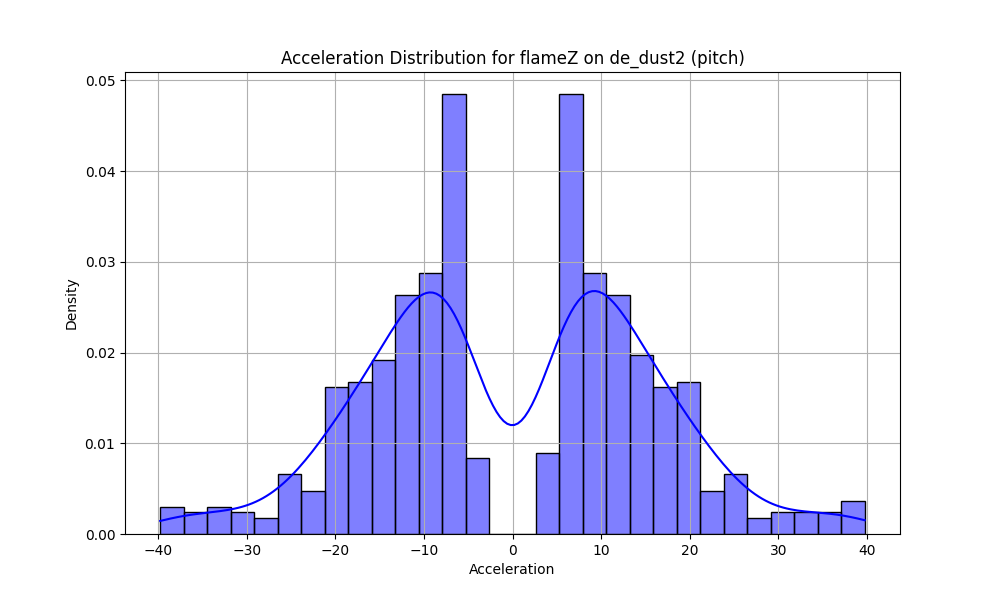 Acceleration Distribution for flameZ on de_dust2 (pitch)
0.05
0.04
0.03
0.02
0.01
0.00
Density
−40 −30 −20 −10 0 10 20 30 40
Acceleration